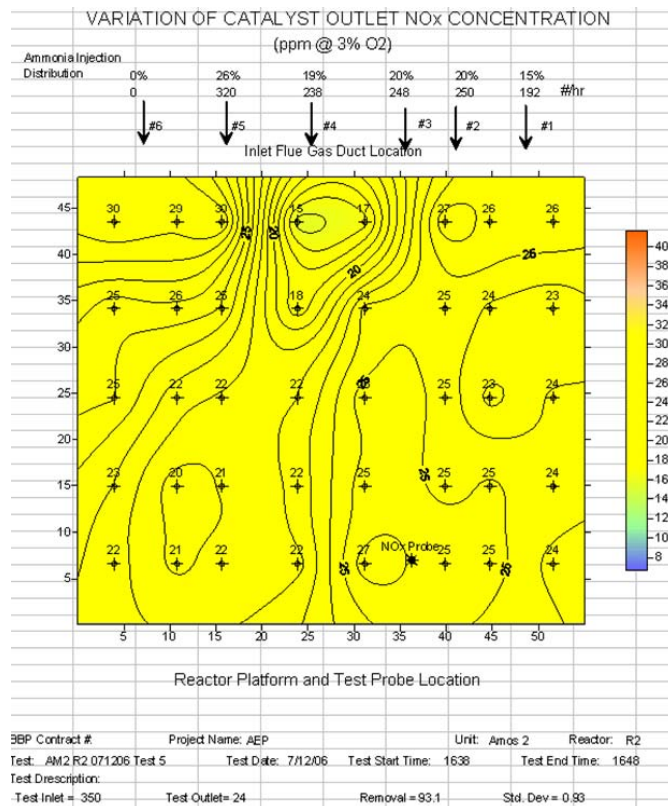 VARIATION OF CATALYST OUTLET NOx CONCENTRATION
(ppm @ 3% O2)
Ammonia Injection
Distribution 0% 26% 19% 20% 20% 15%
0 320 238 248 250 192 #/hr
#6 #5 #4 #3 #2 #1
Inlet Flue Gas Duct Location
45 30 29 30 15 17 27 26 26
25 20 26
40
20
35 25 26 25 18 24 25 24 23
30
25 25 22 22 22 25 23 24
20
25
15 23 20 21 22 25 25 25 24
10
NOx Probe
5 22 21 22 22 27 25 25 24
25 25
5 10 15 20 25 30 35 40 45 50
40
38
36
34
32
30
28
26
24
22
20
18
16
14
12
10
8
Reactor Platform and Test Probe Location
BBP Contract #: Project Name: AEP Unit: Amos 2 Reactor: R2
Test: AM2 R2 071206 Test 5 Test Date: 7/12/06 Test Start Time: 1638 Test End Time: 1648
Test Drescription:
Test Inlet = 350 Test Outlet= 24 Removal = 93.1 Std. Dev = 0.93